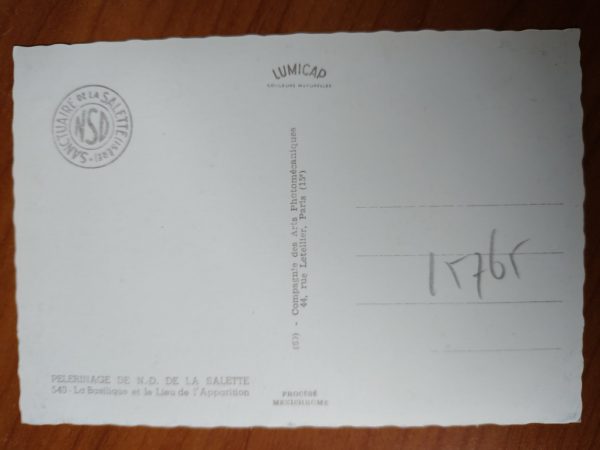 SANCTUAIRE DE LA SALETTE (ISÈRE)
NSD
LUMICAP
COULEURS NATURELLES
Compagnie des Arts Photomécaniques
44, rue Letellier, Paris (15e)
15765
PELERINAGE DE N.D. DE LA SALETTE
540 La Basilique et le Lieu de l'Apparition
PROCÉDÉ
MEXICHROME